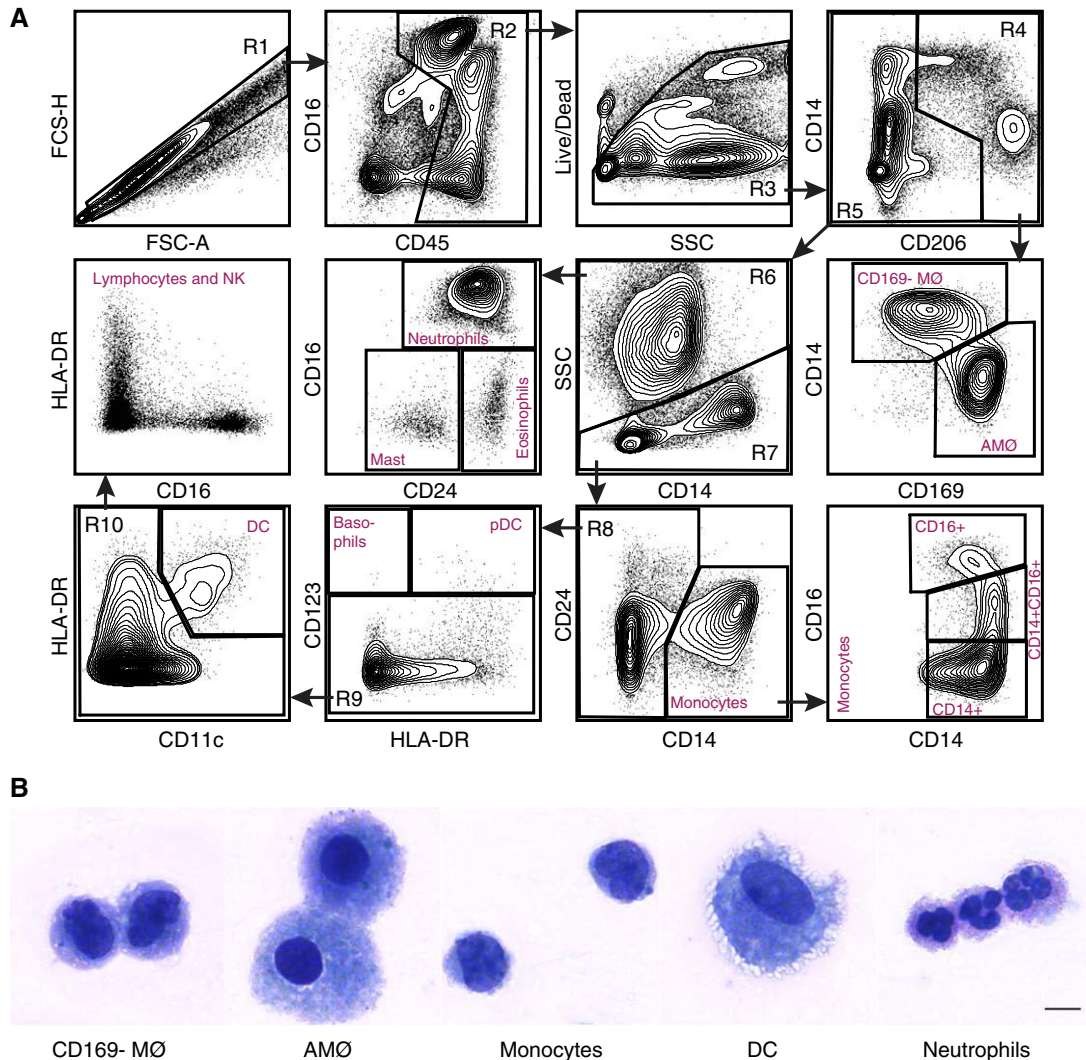 A
FCS-H
R1
FSC-A
CD16
R2
CD45
Live/Dead
R3
SSC
CD14
R4
R5
CD206
HLA-DR
Lymphocytes and NK
CD16
CD16
Neutrophils
Mast
Eosinophils
CD24
SSC
R6
R7
CD14
CD14
CD169- MØ
AMØ
CD169
HLA-DR
R10
DC
CD11c
CD123
Baso-
phils
pDC
R9
HLA-DR
CD24
R8
Monocytes
CD14
CD16
Monocytes
CD16+
CD14+CD16+
CD14+
CD14
B
CD169- MØ
AMØ
Monocytes
DC
Neutrophils